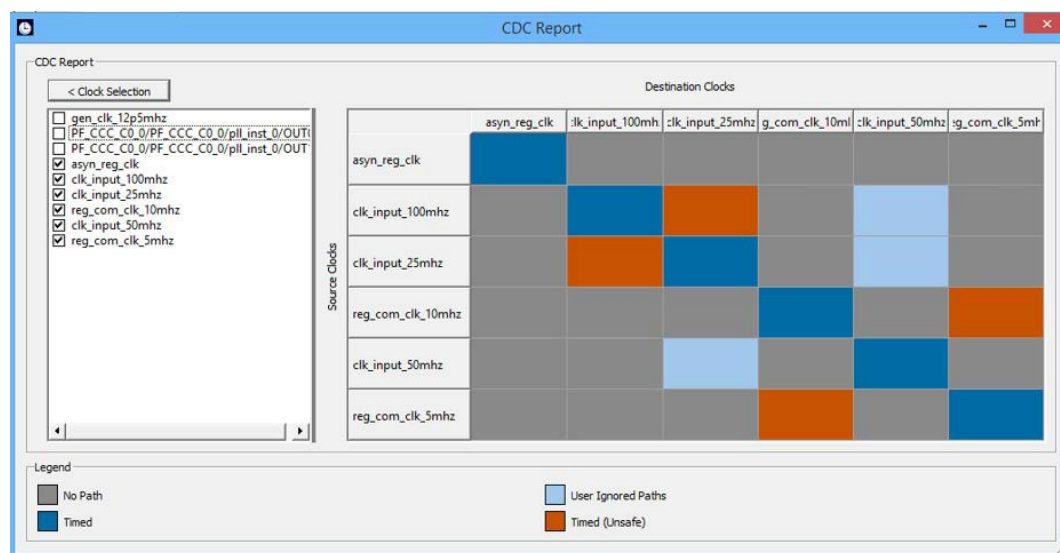 CDC Report
CDC Report
< Clock Selection
Destination Clocks
gen_clk_12p5mhz
PF_CCC_C0_0/PF_CCC_C0_0/pll_inst_0/OUT
PF_CCC_C0_0/PF_CCC_C0_0/pll_inst_0/OUT
asyn_reg_clk
clk_input_100mhz
clk_input_25mhz
reg_com_clk_10mhz
clk_input_50mhz
reg_com_clk_5mhz
Source Clocks
asyn_reg_clk :lk_input_100mh :lk_input_25mhz g_com_clk_10ml :lk_input_50mhz :g_com_clk_5mh
asyn_reg_clk
clk_input_100mhz
clk_input_25mhz
reg_com_clk_10mhz
clk_input_50mhz
reg_com_clk_5mhz
Legend
No Path
User Ignored Paths
Timed
Timed (Unsafe)